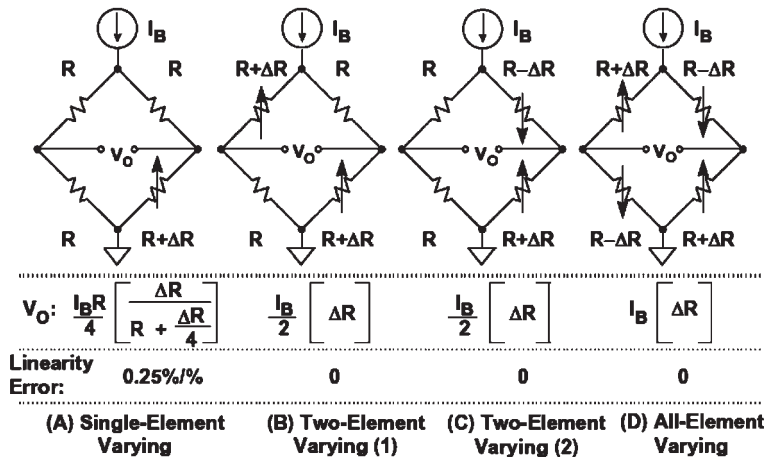 I_B I_B I_B I_B
R R R+ΔR R R R−ΔR R+ΔR R−ΔR
V_O V_O V_O V_O
R R+ΔR R R+ΔR R R+ΔR R−ΔR R+ΔR
V_O: I_B R / 4 [ ΔR / (R + ΔR/4) ] I_B / 2 [ ΔR ] I_B / 2 [ ΔR ] I_B [ ΔR ]
Linearity
Error: 0.25%/% 0 0 0
(A) Single-Element (B) Two-Element (C) Two-Element (D) All-Element
Varying Varying (1) Varying (2) Varying